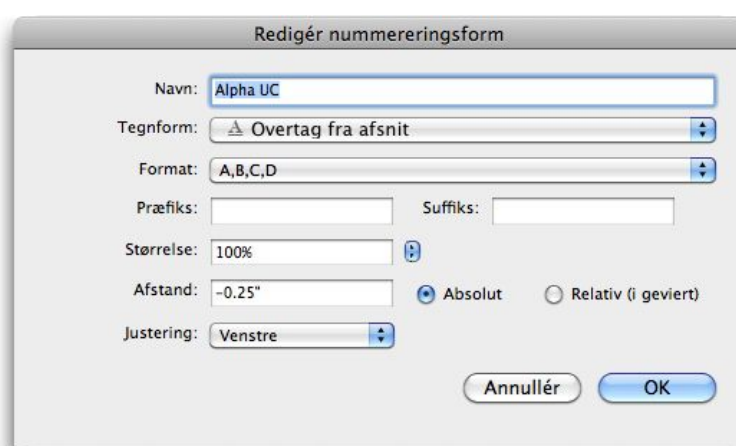 Redigér nummereringsform
Navn: Alpha UC
Tegnform: A Overtag fra afsnit
Format: A,B,C,D
Præfiks: Suffiks:
Størrelse: 100%
Afstand: -0.25" Absolut Relativ (i geviert)
Justering: Venstre
Annullér OK